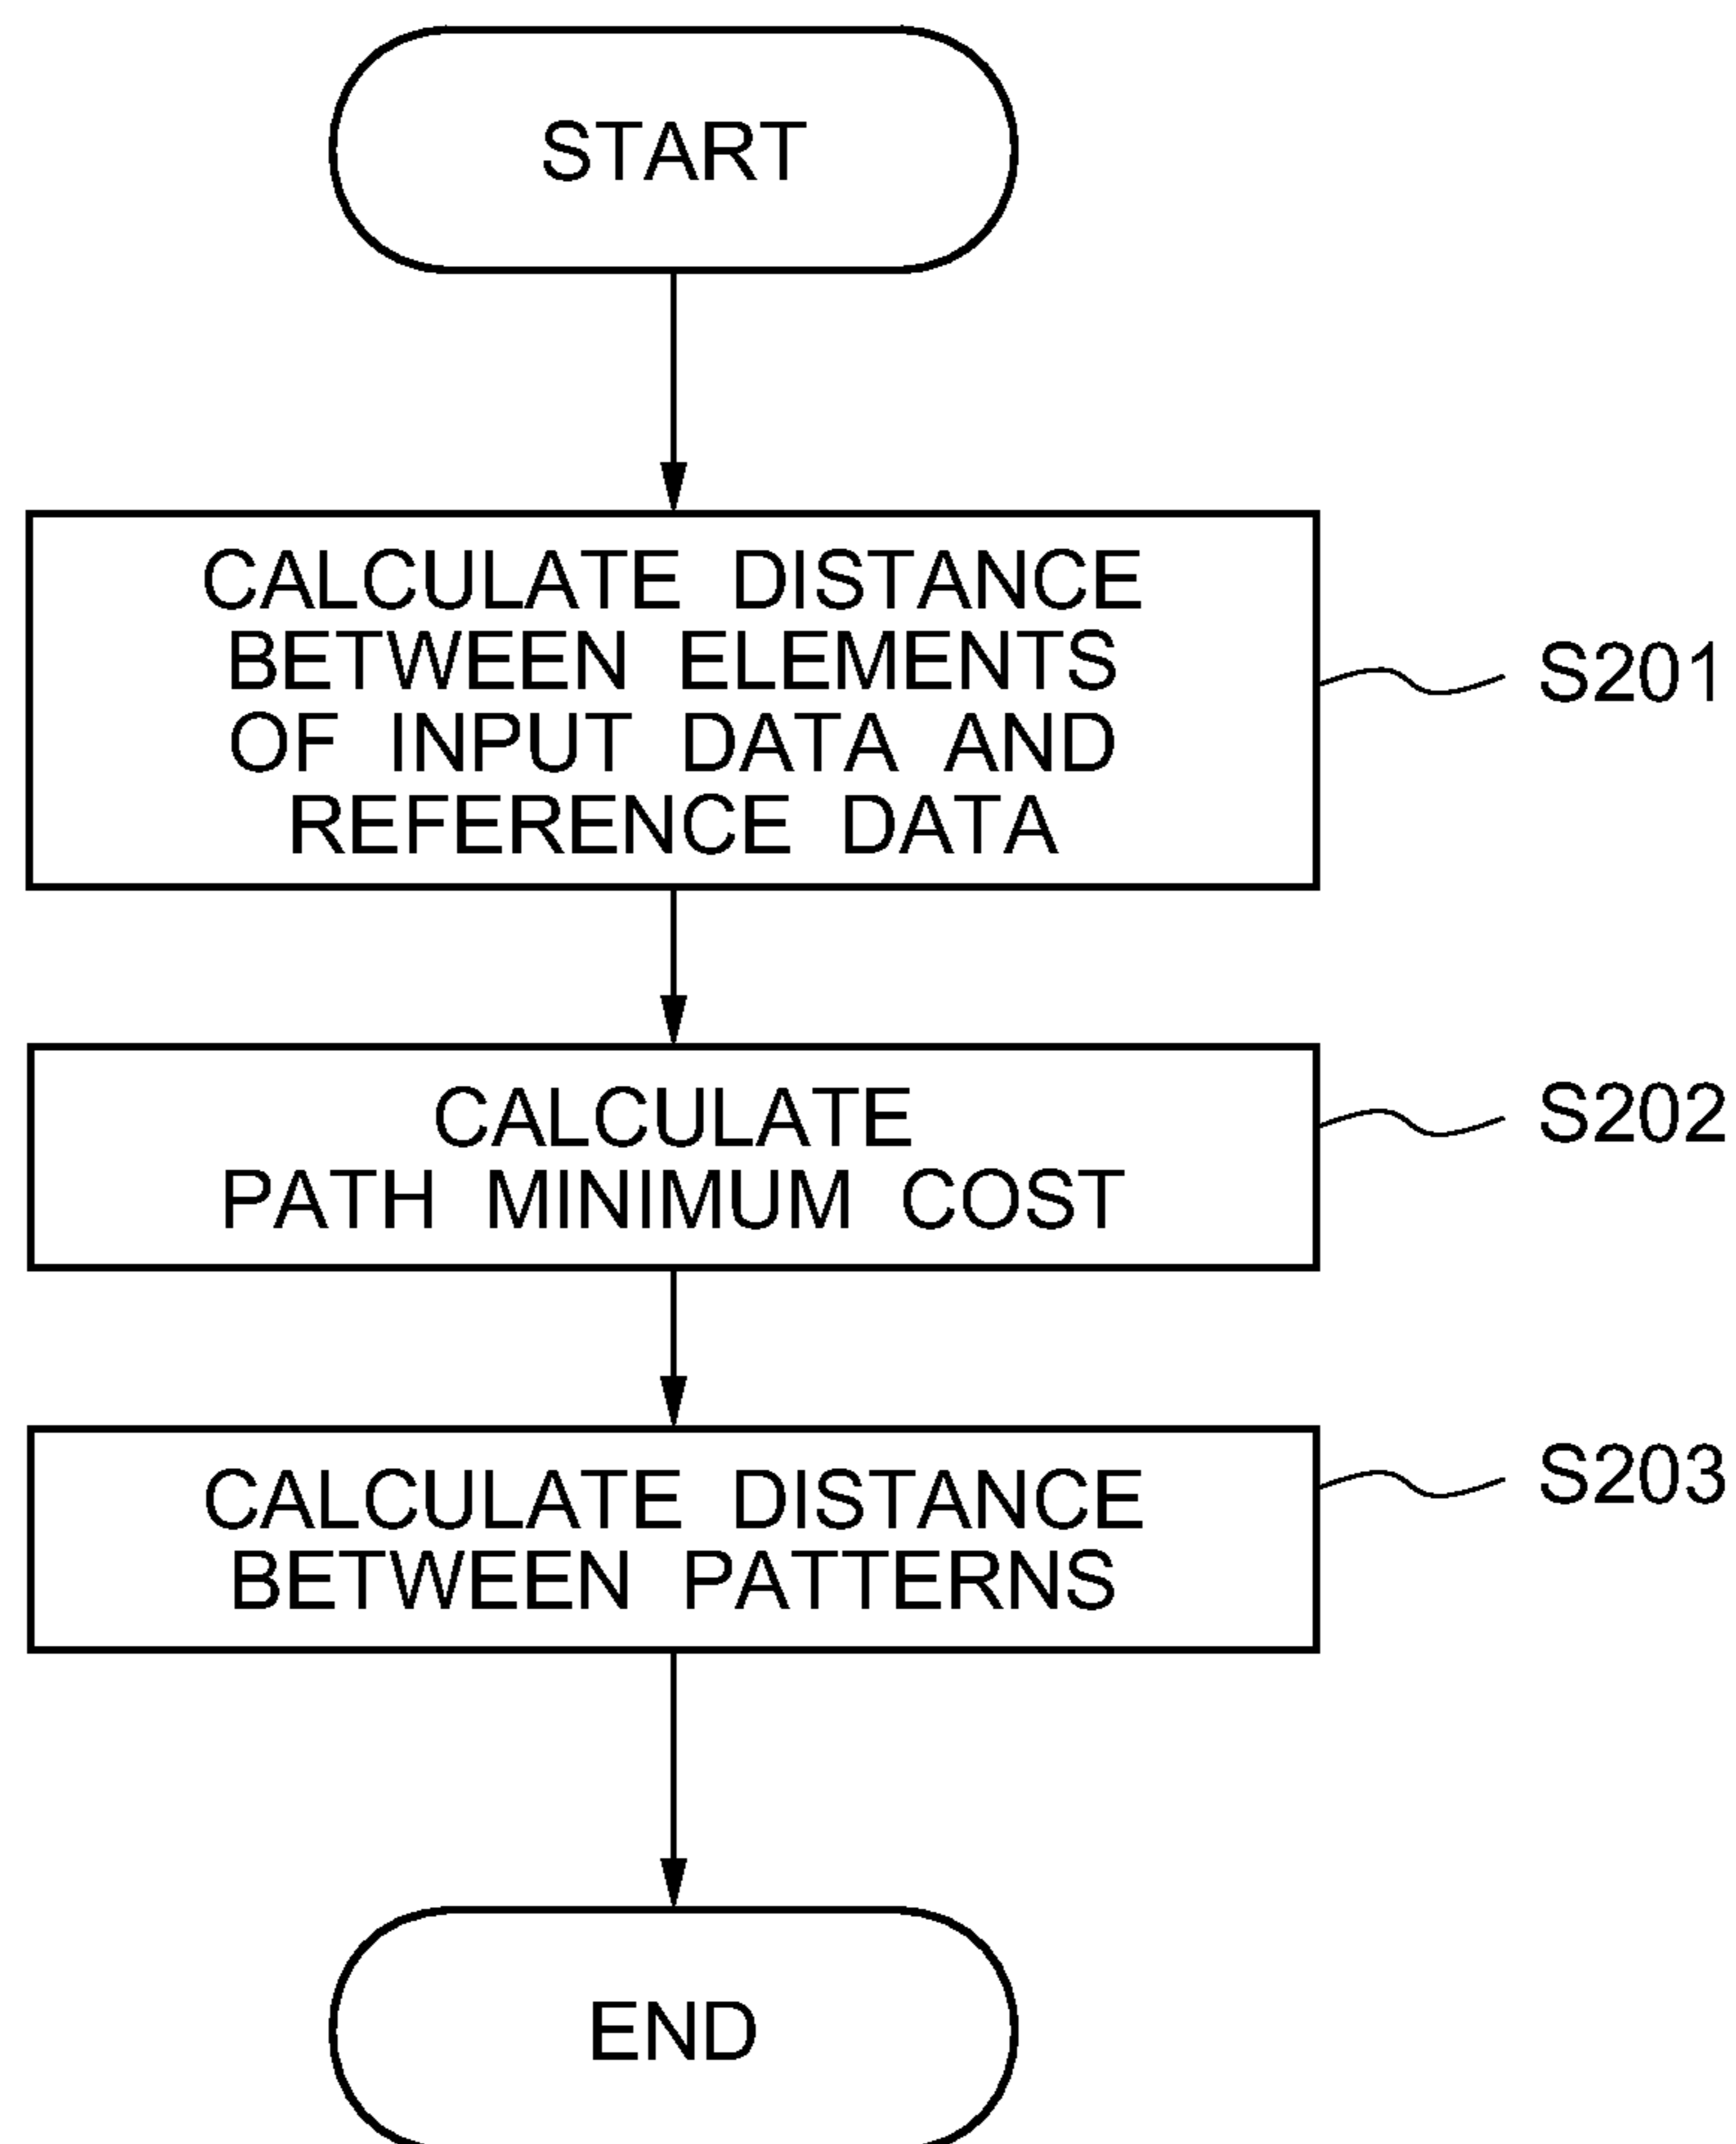 START
CALCULATE DISTANCE
BETWEEN ELEMENTS
OF INPUT DATA AND
REFERENCE DATA
S201
CALCULATE
PATH MINIMUM COST
S202
CALCULATE DISTANCE
BETWEEN PATTERNS
S203
END